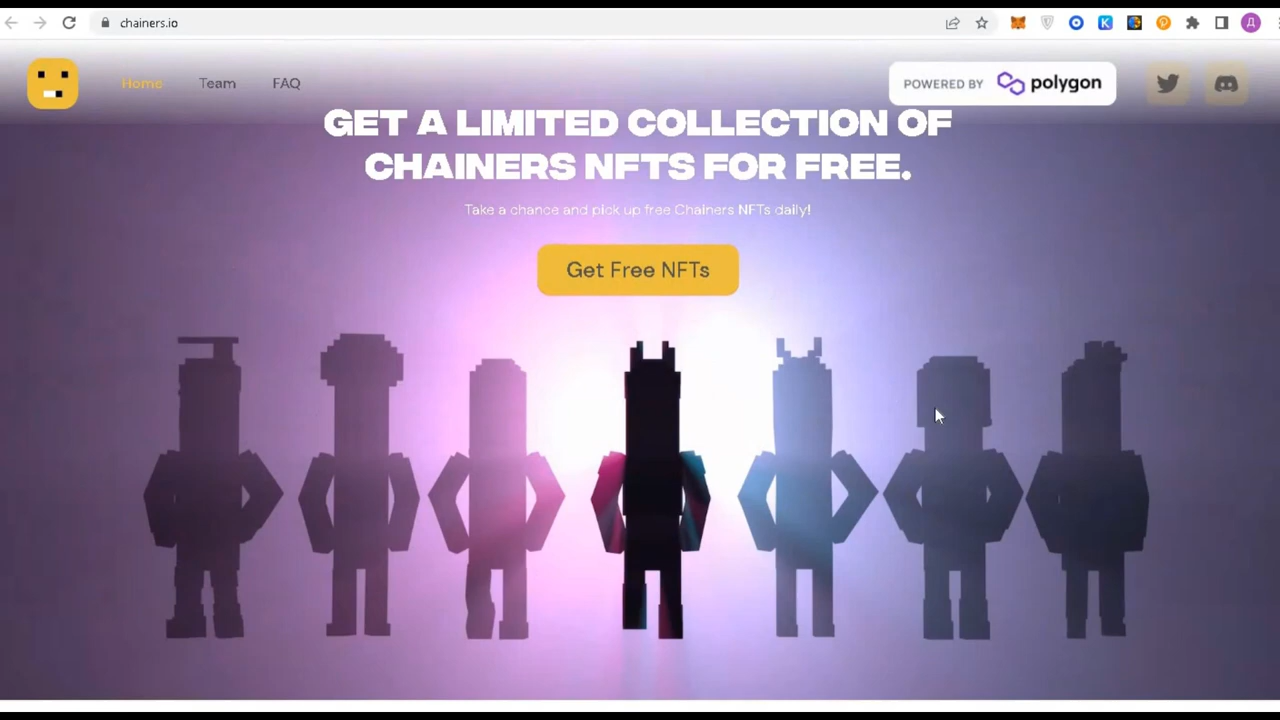 chainers.io
Д
Home Team FAQ
POWERED BY polygon
GET A LIMITED COLLECTION OF
CHAINERS NFTS FOR FREE.
Take a chance and pick up free Chainers NFTs daily!
Get Free NFTs